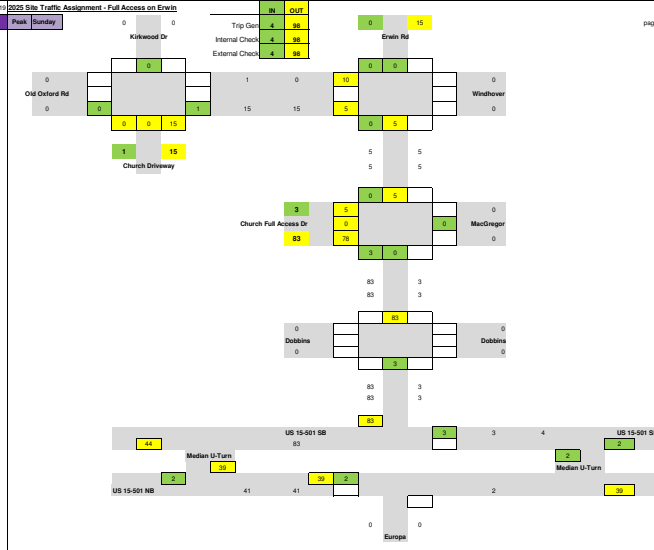 19 2025 Site Traffic Assignment - Full Access on Erwin IN OUT
Peak Sunday 0 0 Trip Gen 4 98 0 15 pag
Kirkwood Dr Internal Check 4 98 Erwin Rd
External Check 4 98
0 0 0
0 1 0 10 0
Old Oxford Rd Windhover
0 0 1 15 15 5 0
0 0 15 0 5
1 15 5 5
Church Driveway 5 5
0 5
3 5 0
Church Full Access Dr 0 0 MacGregor
83 78 0
3 0
83 3
83 3
83
0 0
Dobbins Dobbins
0 0
3
83 3
83 3
83
US 15-501 SB 3 3 4 US 15-501 S
44 83 2
Median U-Turn 2
39 Median U-Turn
2 39 2
US 15-501 NB 41 41 2 39
0 0
Europa